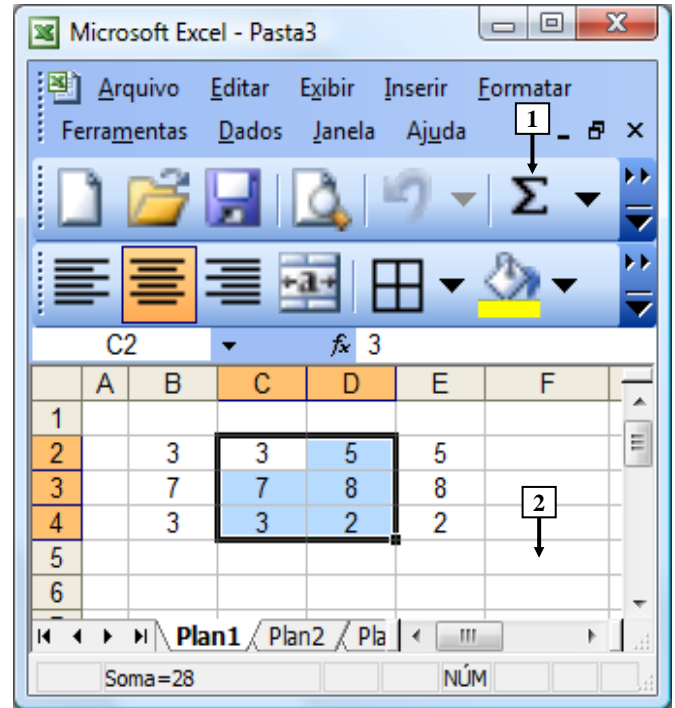 Microsoft Excel - Pasta3
Arquivo Editar Exibir Inserir Formatar
Ferramentas Dados Janela Ajuda
1
Σ
a
C2 fx 3
A B C D E F
1
2 3 3 5 5
3 7 7 8 8
2
4 3 3 2 2
5
6
Plan1 Plan2 Pla
Soma=28 NÚM